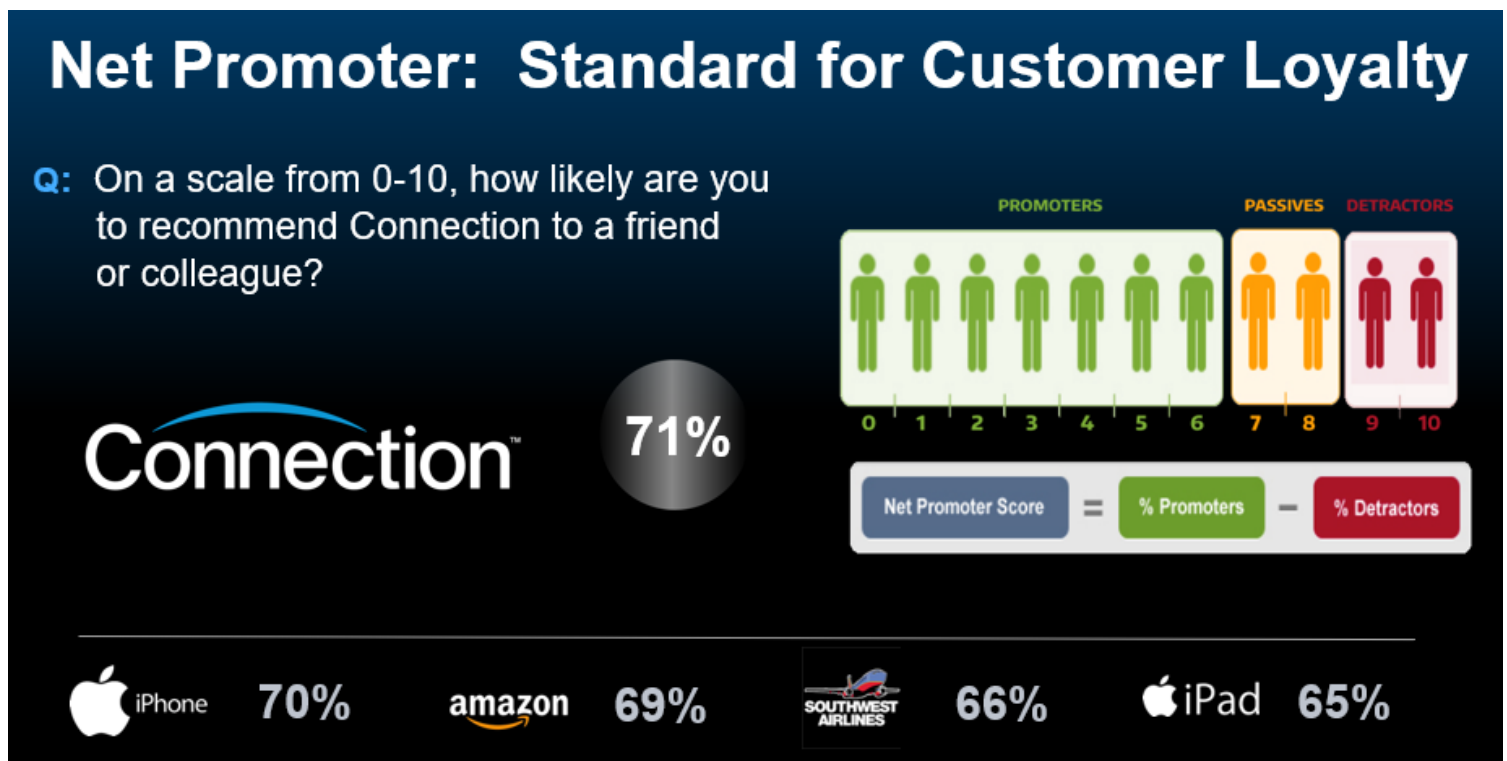 Net Promoter: Standard for Customer Loyalty
Q: On a scale from 0-10, how likely are you
to recommend Connection to a friend
or colleague?
PROMOTERS PASSIVES DETRACTORS
0 1 2 3 4 5 6 7 8 9 10
Connection™
71%
Net Promoter Score = % Promoters − % Detractors
iPhone 70%
amazon 69%
SOUTHWEST
AIRLINES
66%
iPad 65%